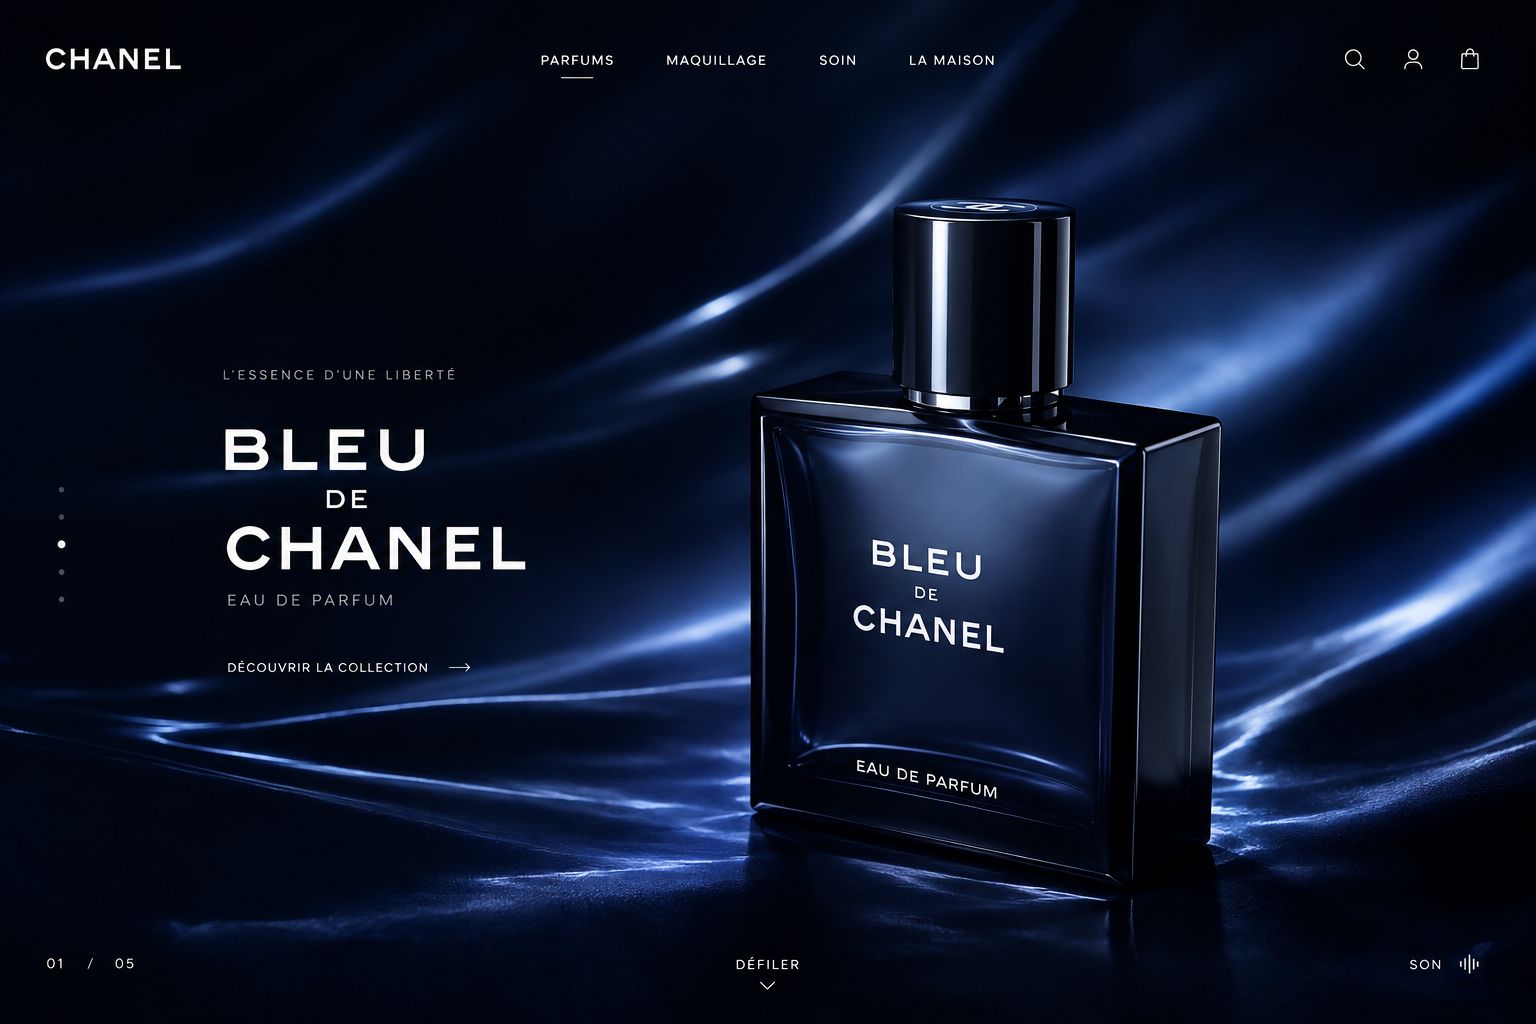 CHANEL
PARFUMS MAQUILLAGE SOIN LA MAISON
L'ESSENCE D'UNE LIBERTÉ
BLEU
DE
CHANEL
EAU DE PARFUM
DÉCOUVRIR LA COLLECTION
BLEU
DE
CHANEL
EAU DE PARFUM
01 / 05
DÉFILER
SON